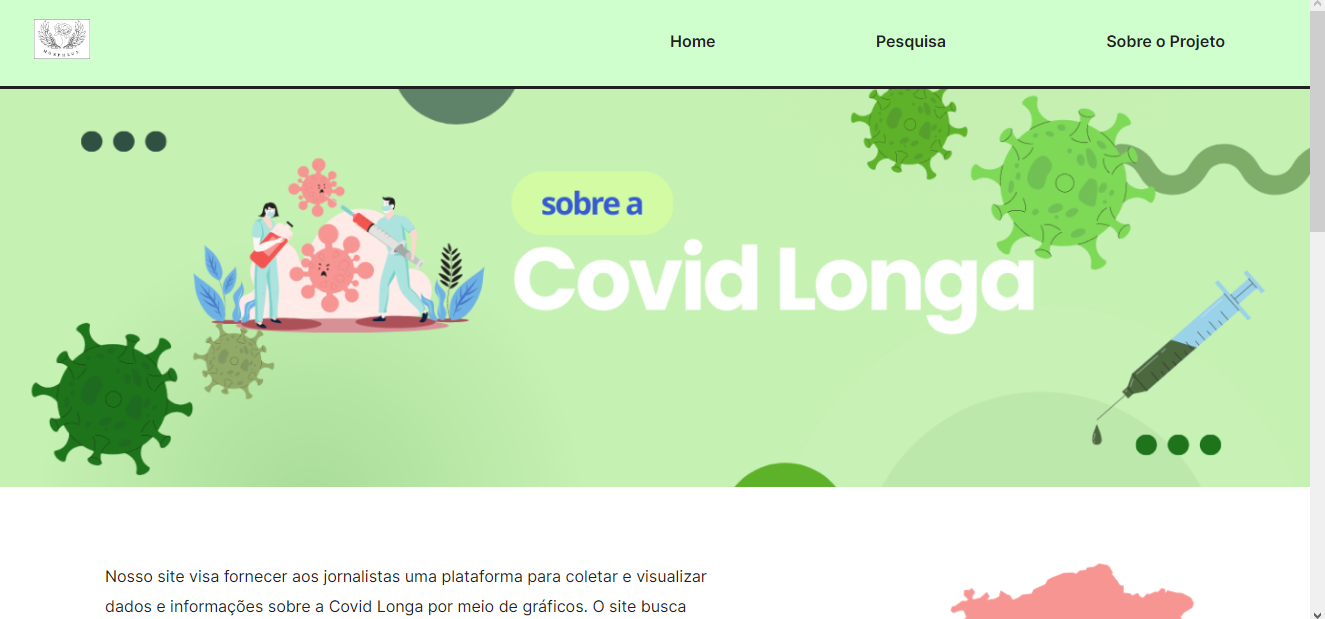 Home
Pesquisa
Sobre o Projeto
sobre a
Covid Longa
Nosso site visa fornecer aos jornalistas uma plataforma para coletar e visualizar
dados e informações sobre a Covid Longa por meio de gráficos. O site busca